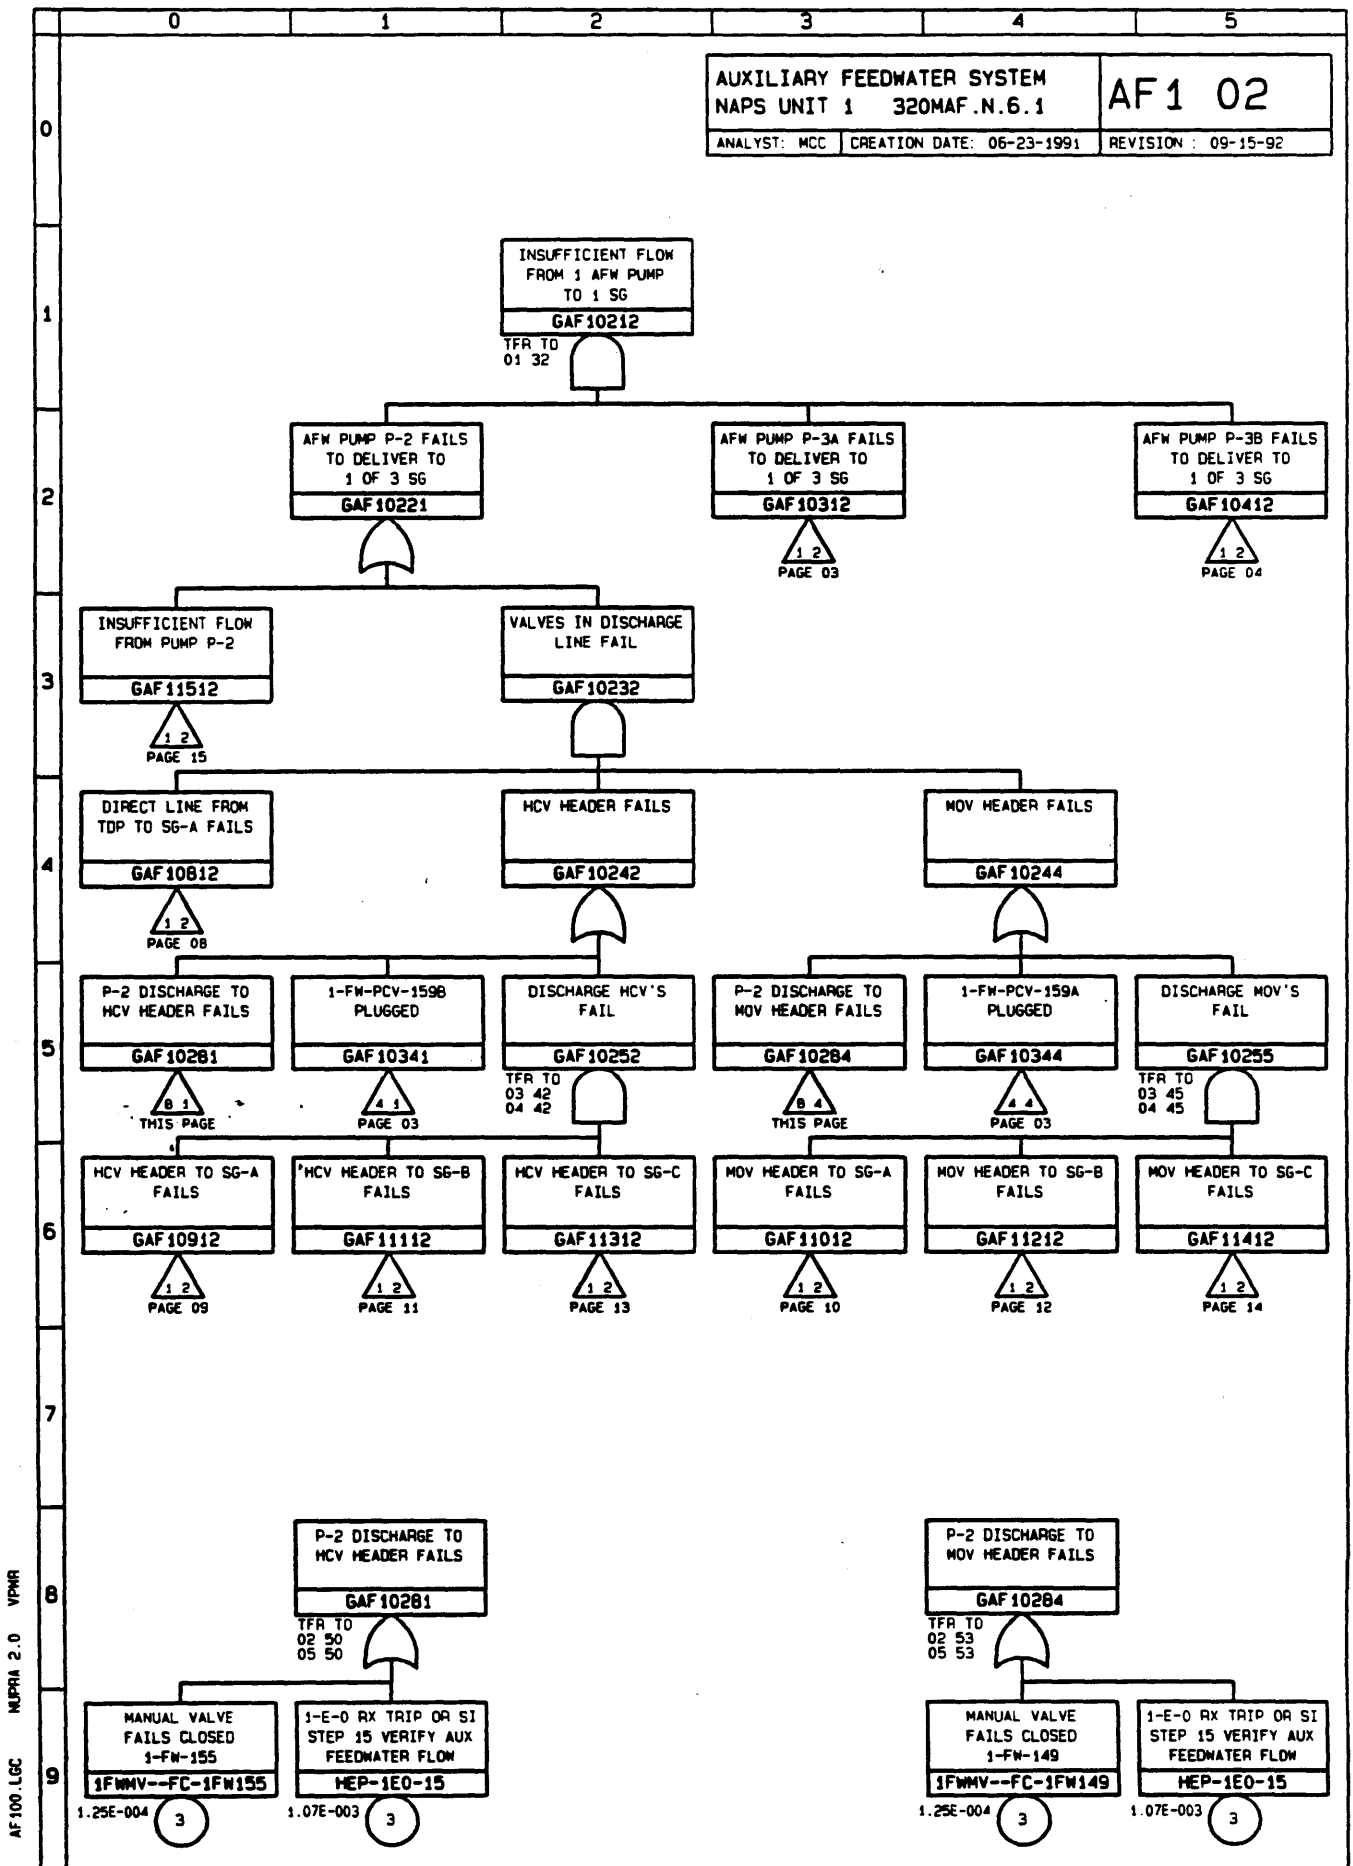 0 1 2 3 4 5
AUXILIARY FEEDWATER SYSTEM
NAPS UNIT 1 320MAF.N.6.1
AF1 02
ANALYST: MCC
CREATION DATE: 06-23-1991
REVISION : 09-15-92
0
1
INSUFFICIENT FLOW
FROM 1 AFW PUMP
TO 1 SG
GAF10212
TFR TO
01 32
2
AFW PUMP P-2 FAILS
TO DELIVER TO
1 OF 3 SG
GAF10221
AFW PUMP P-3A FAILS
TO DELIVER TO
1 OF 3 SG
GAF10312
1 2
PAGE 03
AFW PUMP P-3B FAILS
TO DELIVER TO
1 OF 3 SG
GAF10412
1 2
PAGE 04
3
INSUFFICIENT FLOW
FROM PUMP P-2
GAF11512
1 2
PAGE 15
VALVES IN DISCHARGE
LINE FAIL
GAF10232
4
DIRECT LINE FROM
TDP TO SG-A FAILS
GAF10812
1 2
PAGE 08
HCV HEADER FAILS
GAF10242
MOV HEADER FAILS
GAF10244
5
P-2 DISCHARGE TO
HCV HEADER FAILS
GAF10281
8 1
THIS PAGE
1-FW-PCV-159B
PLUGGED
GAF10341
4 1
PAGE 03
DISCHARGE HCV'S
FAIL
GAF10252
TFR TO
03 42
04 42
P-2 DISCHARGE TO
MOV HEADER FAILS
GAF10284
8 4
THIS PAGE
1-FW-PCV-159A
PLUGGED
GAF10344
4 4
PAGE 03
DISCHARGE MOV'S
FAIL
GAF10255
TFR TO
03 45
04 45
6
HCV HEADER TO SG-A
FAILS
GAF10912
1 2
PAGE 09
HCV HEADER TO SG-B
FAILS
GAF11112
1 2
PAGE 11
HCV HEADER TO SG-C
FAILS
GAF11312
1 2
PAGE 13
MOV HEADER TO SG-A
FAILS
GAF11012
1 2
PAGE 10
MOV HEADER TO SG-B
FAILS
GAF11212
1 2
PAGE 12
MOV HEADER TO SG-C
FAILS
GAF11412
1 2
PAGE 14
7
8
P-2 DISCHARGE TO
HCV HEADER FAILS
GAF10281
TFR TO
02 50
05 50
P-2 DISCHARGE TO
MOV HEADER FAILS
GAF10284
TFR TO
02 53
05 53
9
MANUAL VALVE
FAILS CLOSED
1-FW-155
1FWMV--FC-1FW155
1.25E-004
3
1-E-0 RX TRIP OR SI
STEP 15 VERIFY AUX
FEEDWATER FLOW
HEP-1E0-15
1.07E-003
3
MANUAL VALVE
FAILS CLOSED
1-FW-149
1FWMV--FC-1FW149
1.25E-004
3
1-E-0 RX TRIP OR SI
STEP 15 VERIFY AUX
FEEDWATER FLOW
HEP-1E0-15
1.07E-003
3
AF100.LGC NUPRA 2.0 VPWR